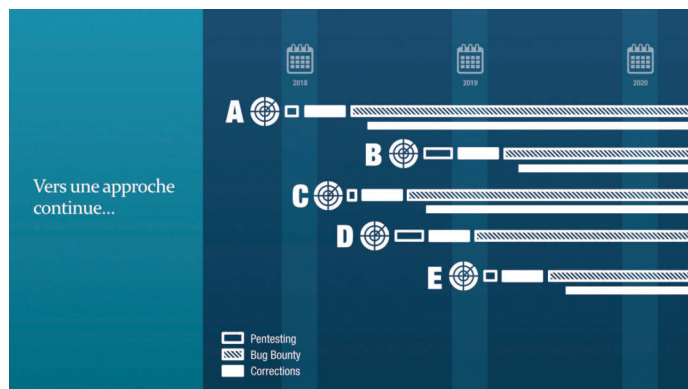 Vers une approche
continue...
2018
2019
2020
A
B
C
D
E
Pentesting
Bug Bounty
Corrections